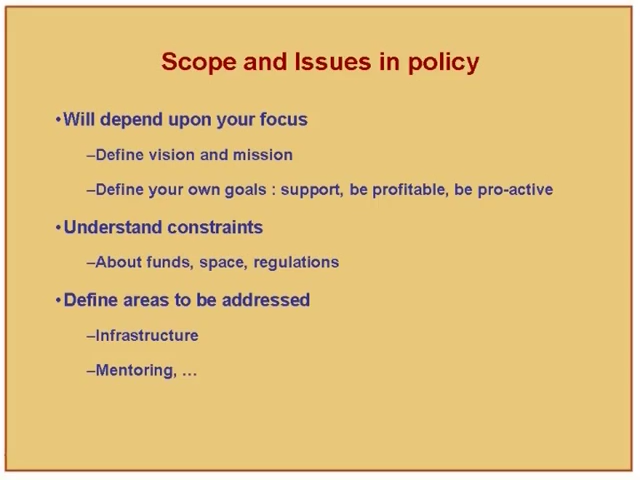 Scope and Issues in policy
•Will depend upon your focus
–Define vision and mission
–Define your own goals : support, be profitable, be pro-active
•Understand constraints
–About funds, space, regulations
•Define areas to be addressed
–Infrastructure
–Mentoring, …